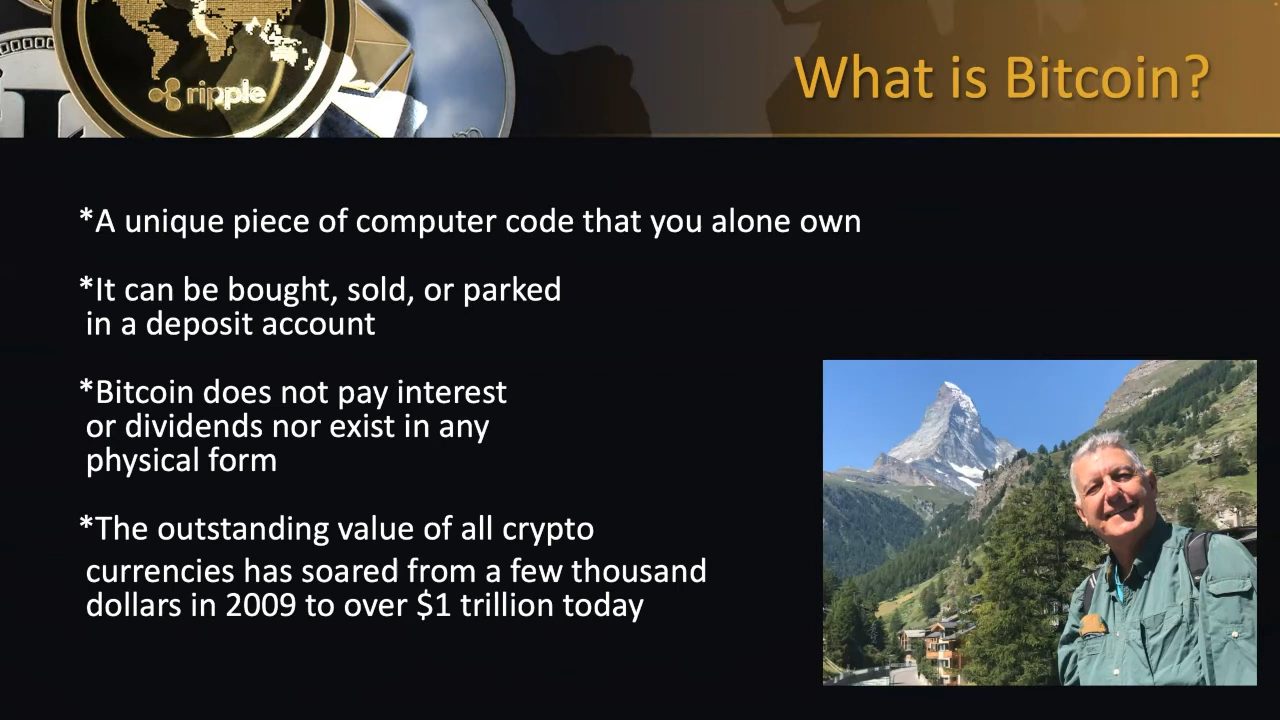 ripple
What is Bitcoin?
*A unique piece of computer code that you alone own
*It can be bought, sold, or parked
in a deposit account
*Bitcoin does not pay interest
or dividends nor exist in any
physical form
*The outstanding value of all crypto
currencies has soared from a few thousand
dollars in 2009 to over $1 trillion today